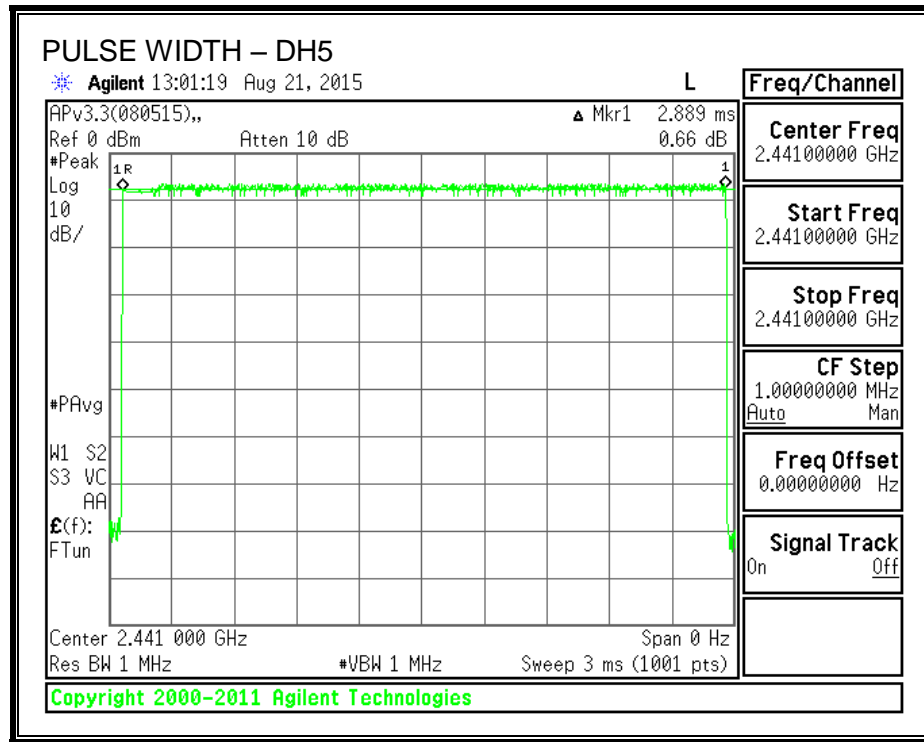 PULSE WIDTH – DH5
Agilent 13:01:19 Aug 21, 2015 L
APv3.3(080515),,
Δ Mkr1 2.889 ms
Ref 0 dBm Atten 10 dB 0.66 dB
#Peak
Log
10
dB/
1R
1
#PAvg
W1 S2
S3 VC
AA
£(f):
FTun
Center 2.441 000 GHz Span 0 Hz
Res BW 1 MHz #VBW 1 MHz Sweep 3 ms (1001 pts)
Freq/Channel
Center Freq
2.44100000 GHz
Start Freq
2.44100000 GHz
Stop Freq
2.44100000 GHz
CF Step
1.00000000 MHz
Auto Man
Freq Offset
0.00000000 Hz
Signal Track
On Off
Copyright 2000-2011 Agilent Technologies